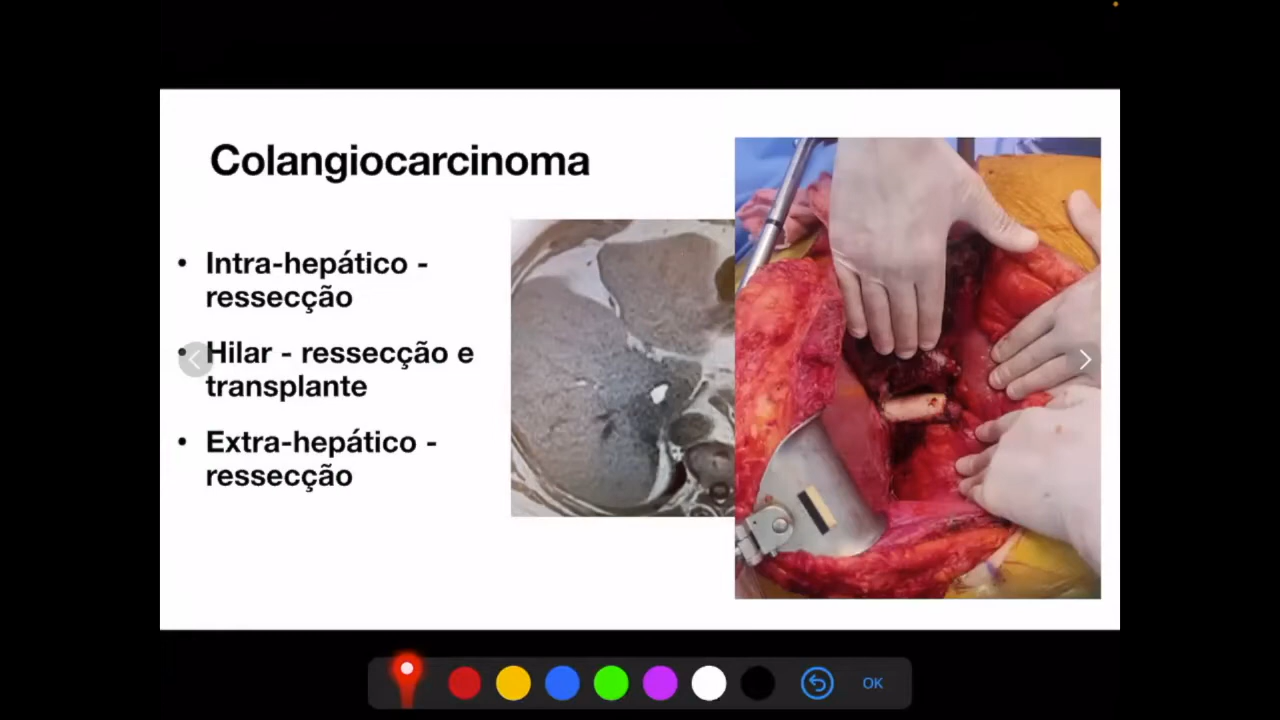 Colangiocarcinoma
• Intra-hepático -
ressecção
• Hilar - ressecção e
transplante
• Extra-hepático -
ressecção
OK